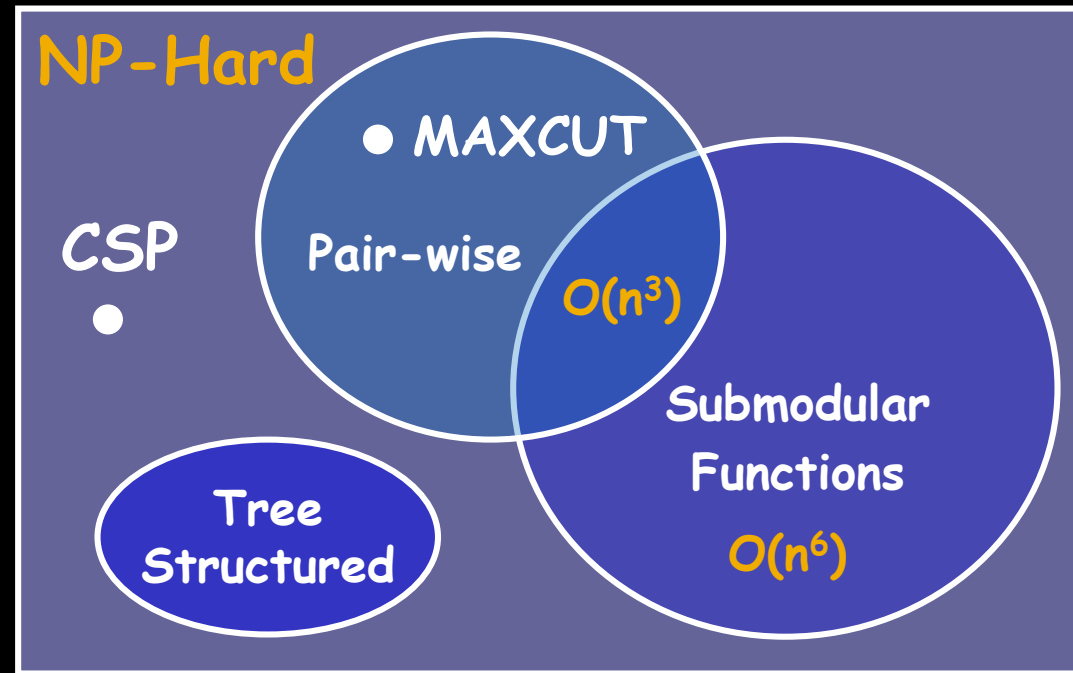 NP-Hard
MAXCUT
CSP
Pair-wise
O(n³)
Submodular
Functions
O(n⁶)
Tree
Structured